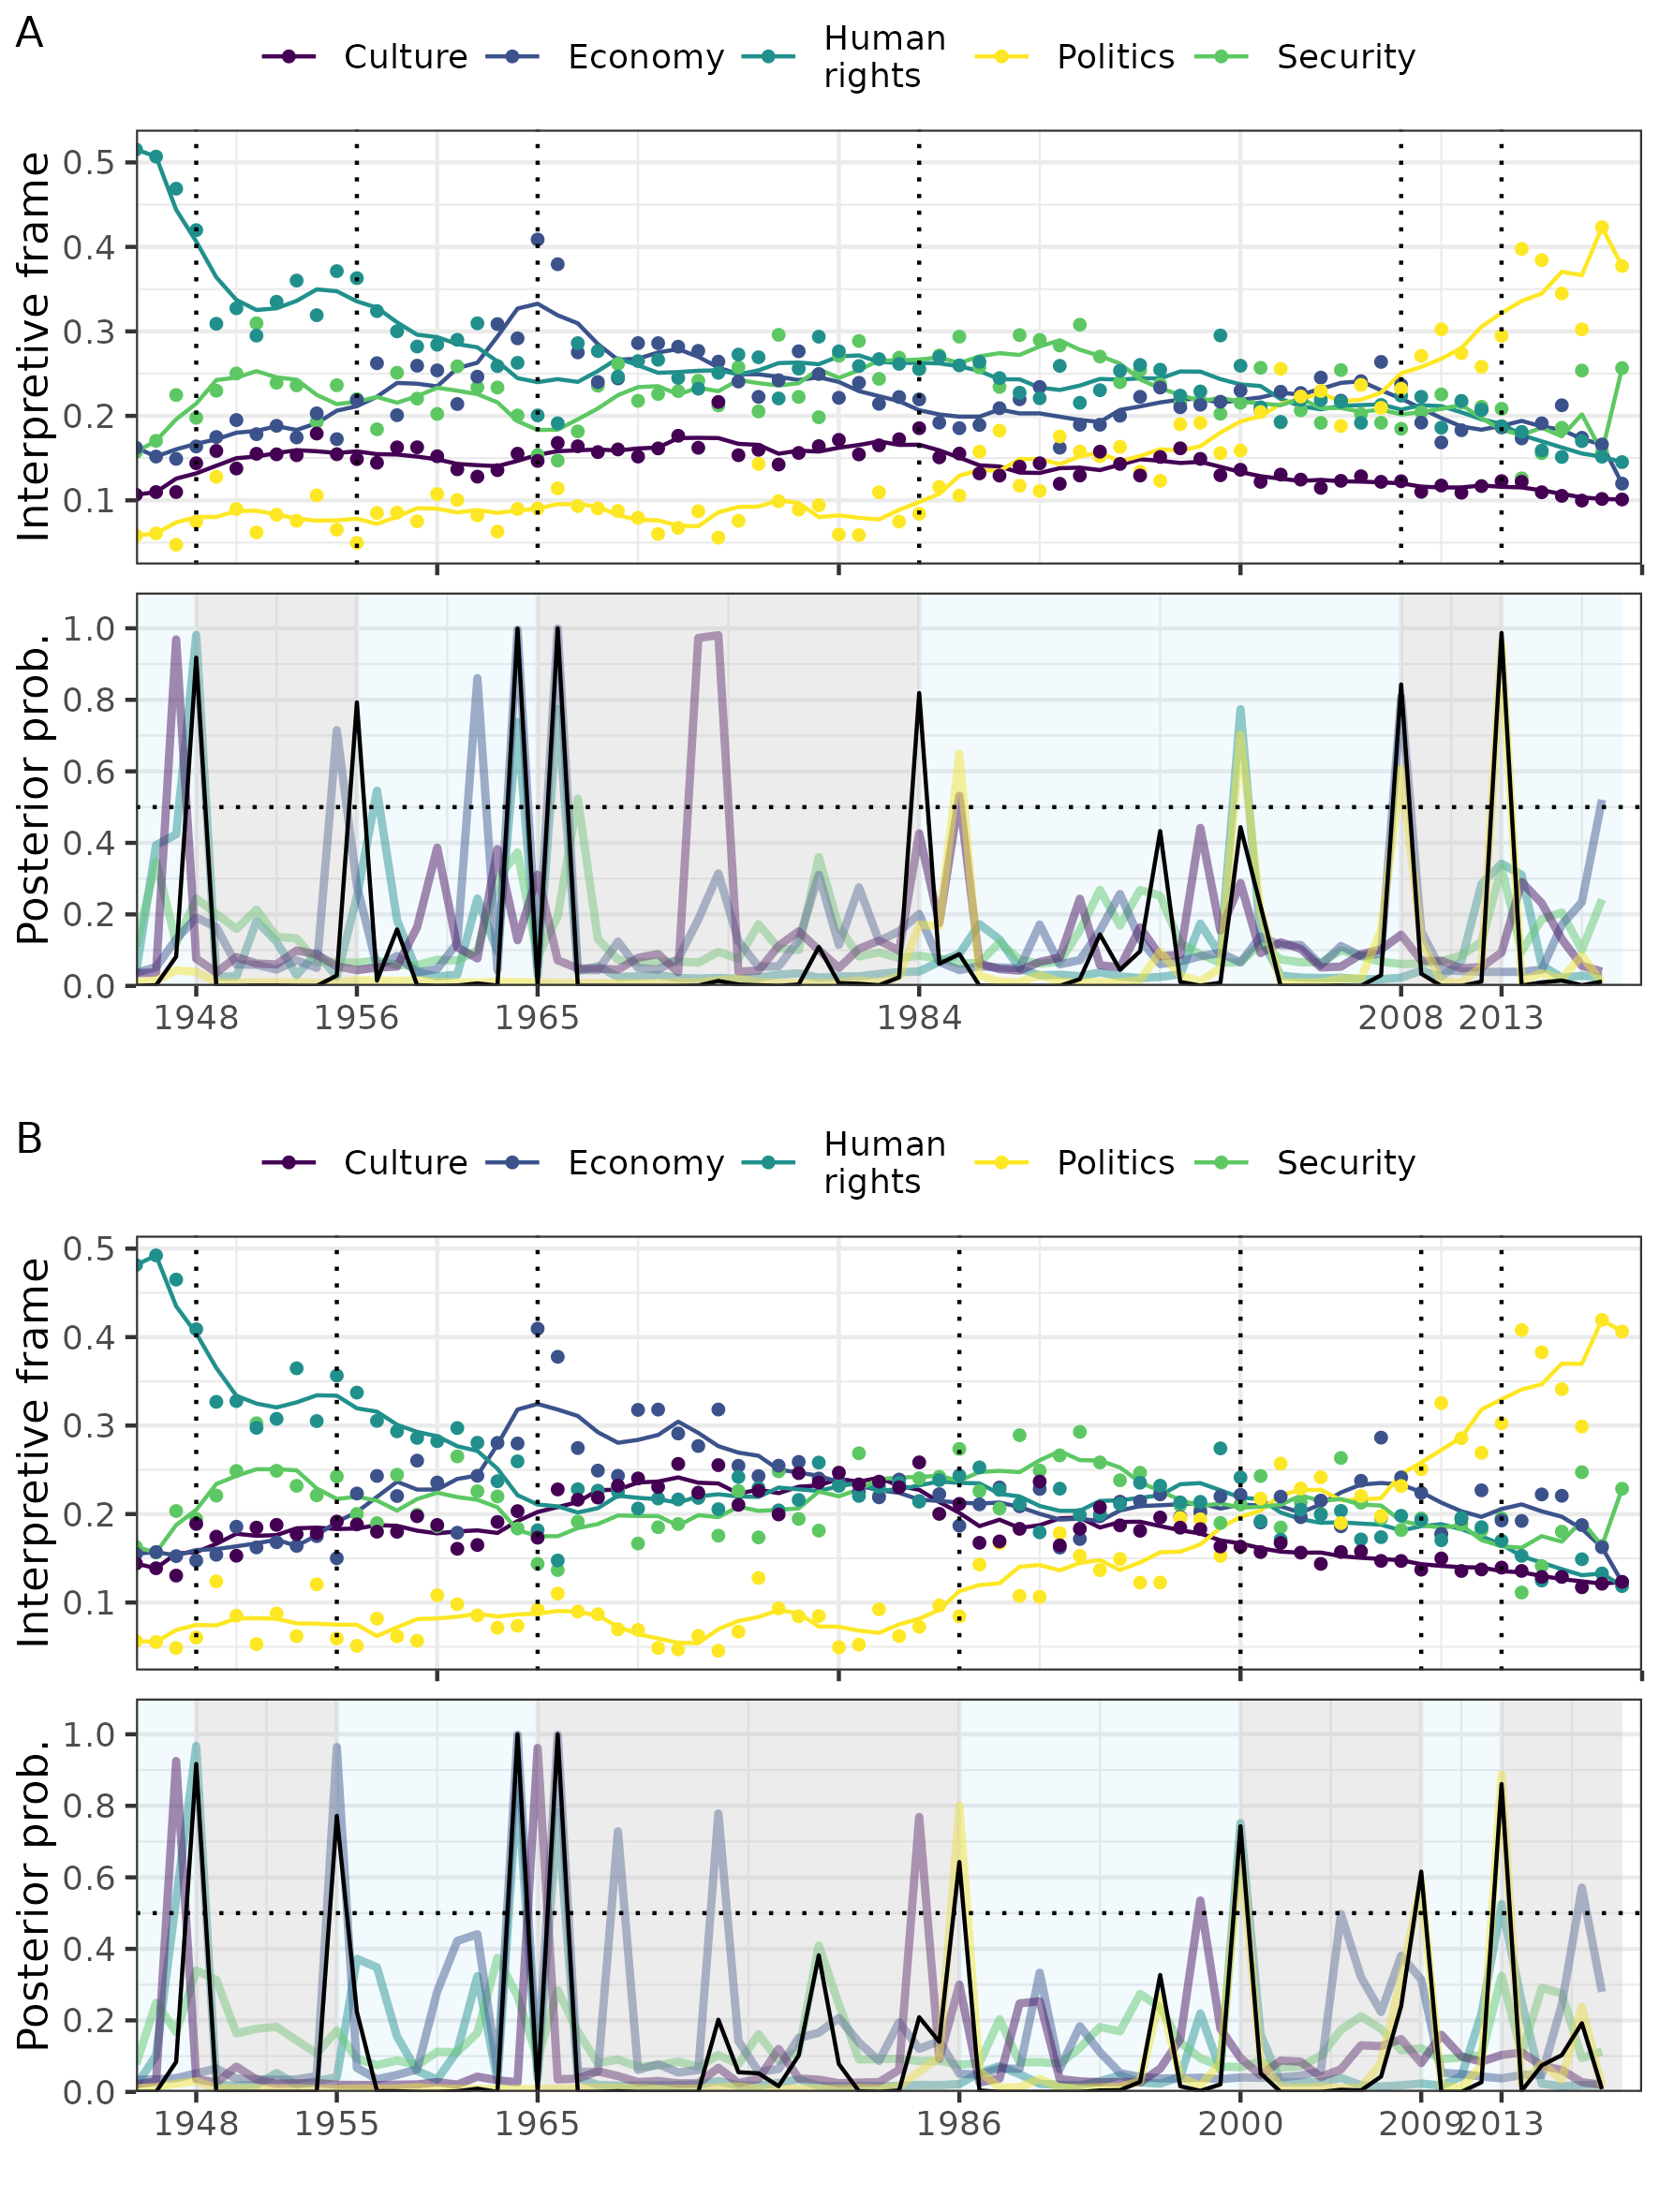 A
Culture Economy Human rights Politics Security
Interpretive frame
0.5
0.4
0.3
0.2
0.1
Posterior prob.
1.0
0.8
0.6
0.4
0.2
0.0
1948 1956 1965 1984 2008 2013
B
Culture Economy Human rights Politics Security
Interpretive frame
0.5
0.4
0.3
0.2
0.1
Posterior prob.
1.0
0.8
0.6
0.4
0.2
0.0
1948 1955 1965 1986 2000 2009 2013